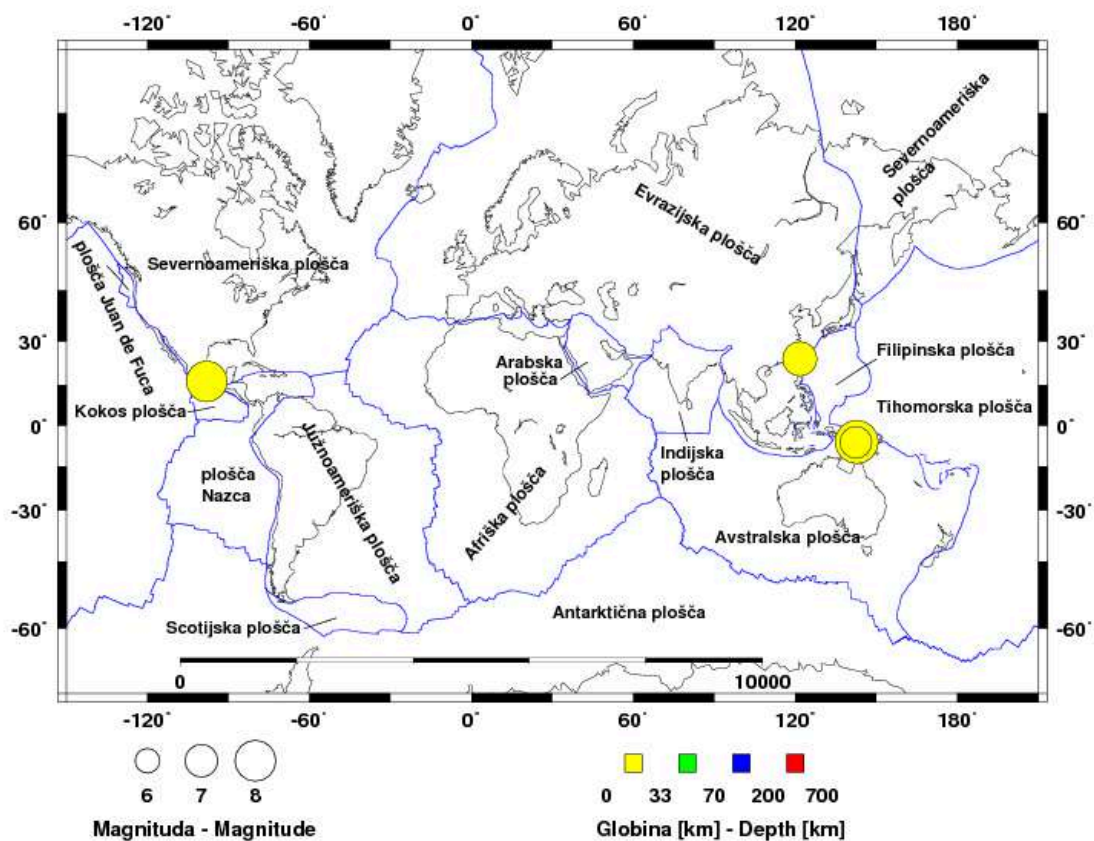 -120° -60° 0° 60° 120° 180°
60° 60°
30° 30°
0° 0°
-30° -30°
-60° -60°
Severnoameriška
plošča
Evrazijska plošča
Severnoameriška plošča
plošča Juan de Fuca
Filipinska plošča
Arabska
plošča
Kokos plošča
Tihomorska plošča
Indijska
plošča
plošča
Nazca
Južnoameriška plošča
Afriška plošča
Avstralska plošča
Antarktična plošča
Scotijska plošča
0 10000
-120° -60° 0° 60° 120° 180°
6 7 8
0 33 70 200 700
Magnituda - Magnitude
Globina [km] - Depth [km]